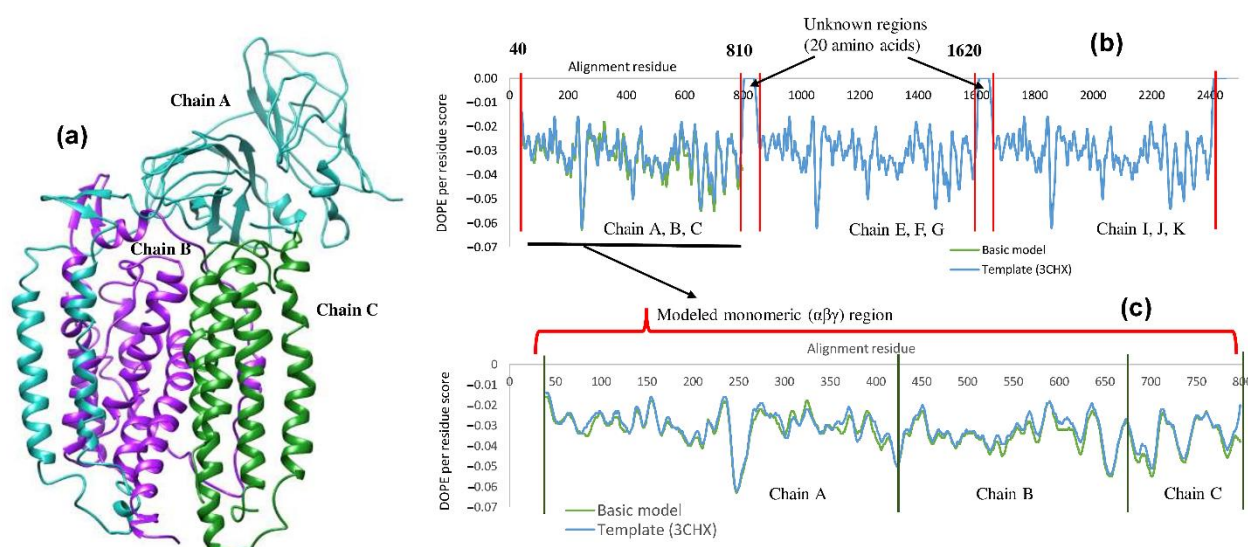 (a)
Chain A
Chain B
Chain C
Unknown regions
(20 amino acids)
40
810
1620
(b)
Alignment residue
0.00
−0.01
−0.02
−0.03
−0.04
−0.05
−0.06
−0.07
0
200
400
600
800
1000
1200
1400
1600
1800
2000
2200
2400
DOPE per residue score
Chain A, B, C
Chain E, F, G
Chain I, J, K
Basic model
Template (3CHX)
Modeled monomeric (αβγ) region
(c)
Alignment residue
0
−0.01
−0.02
−0.03
−0.04
−0.05
−0.06
−0.07
0
50
100
150
200
250
300
350
400
450
500
550
600
650
700
750
800
DOPE per residue score
Chain A
Chain B
Chain C
Basic model
Template (3CHX)